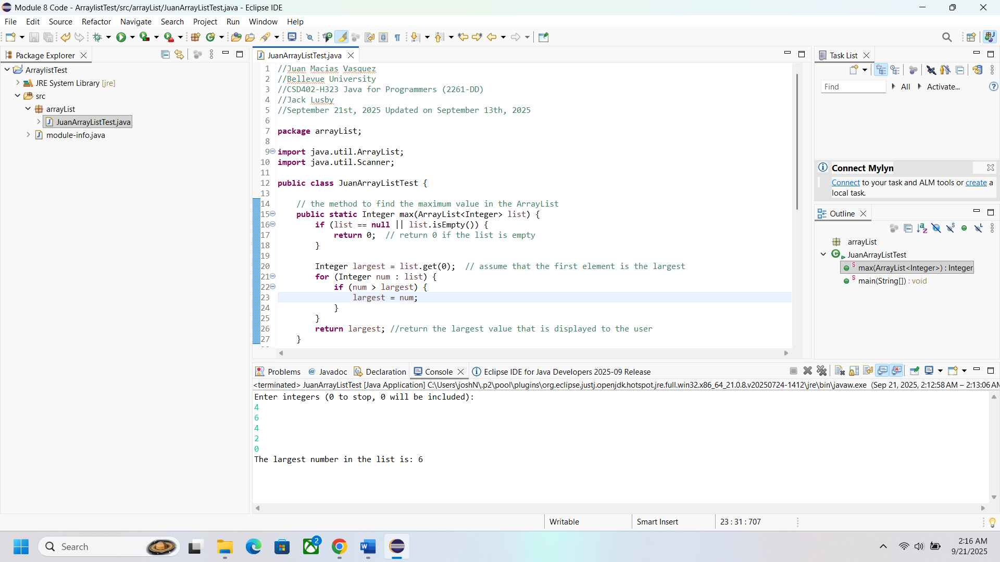 Module 8 Code - ArraylistTest/src/arrayList/JuanArrayListTest.java - Eclipse IDE
File Edit Source Refactor Navigate Search Project Run Window Help
Package Explorer
ArraylistTest
JRE System Library [jre]
src
arrayList
JuanArrayListTest.java
module-info.java
JuanArrayListTest.java
1 //Juan Macias Vasquez
2 //Bellevue University
3 //CSD402-H323 Java for Programmers (2261-DD)
4 //Jack Lusby
5 //September 21st, 2025 Updated on September 13th, 2025
6
7 package arrayList;
8
9 import java.util.ArrayList;
10 import java.util.Scanner;
11
12 public class JuanArrayListTest {
13
14 // the method to find the maximum value in the ArrayList
15 public static Integer max(ArrayList<Integer> list) {
16 if (list == null || list.isEmpty()) {
17 return 0;  // return 0 if the list is empty
18 }
19
20 Integer largest = list.get(0);  // assume that the first element is the largest
21 for (Integer num : list) {
22 if (num > largest) {
23 largest = num;
24 }
25 }
26 return largest; //return the largest value that is displayed to the user
27 }
Task List
Find All Activate...
Connect Mylyn
Connect to your task and ALM tools or create a
local task.
Outline
arrayList
JuanArrayListTest
max(ArrayList<Integer>) : Integer
main(String[]) : void
Problems Javadoc Declaration Console Eclipse IDE for Java Developers 2025-09 Release
<terminated> JuanArrayListTest [Java Application] C:\Users\joshN\.p2\pool\plugins\org.eclipse.justj.openjdk.hotspot.jre.full.win32.x86_64_21.0.8.v20250724-1412\jre\bin\javaw.exe (Sep 21, 2025, 2:12:58 AM – 2:13:06 AM
Enter integers (0 to stop, 0 will be included):
4
6
4
2
0
The largest number in the list is: 6
Writable Smart Insert 23 : 31 : 707
Search
2
2:16 AM
9/21/2025